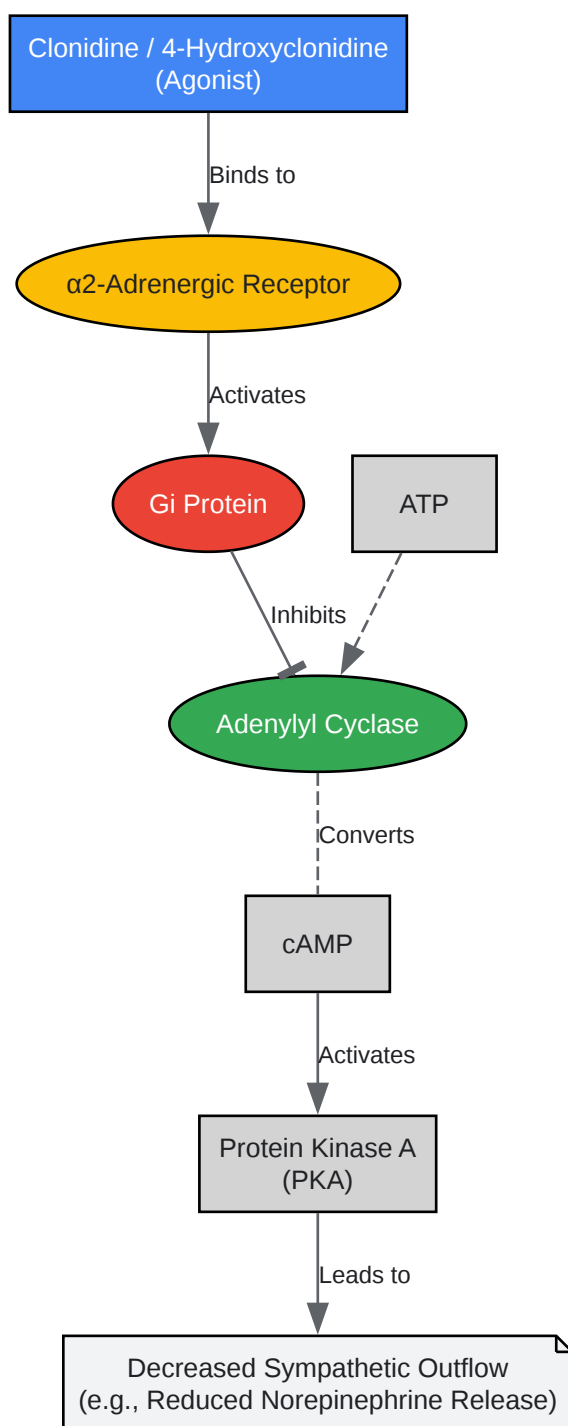 Clonidine / 4-Hydroxyclonidine
(Agonist)
Binds to
α2-Adrenergic Receptor
Activates
Gi Protein
ATP
Inhibits
Adenylyl Cyclase
Converts
cAMP
Activates
Protein Kinase A
(PKA)
Leads to
Decreased Sympathetic Outflow
(e.g., Reduced Norepinephrine Release)